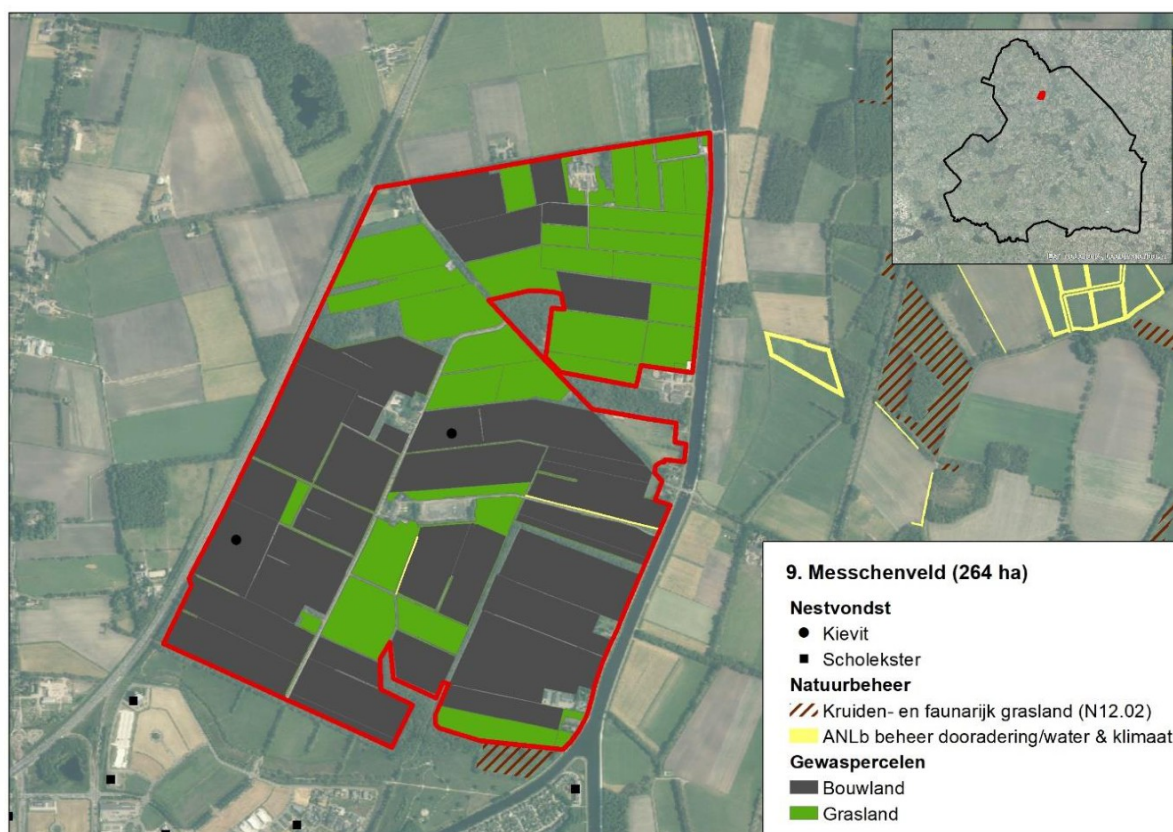 9. Messchenveld (264 ha)
Nestvondst
Kievit
Scholekster
Natuurbeheer
Kruiden- en faunarijk grasland (N12.02)
ANLb beheer dooradering/water & klimaat
Gewaspercelen
Bouwland
Grasland